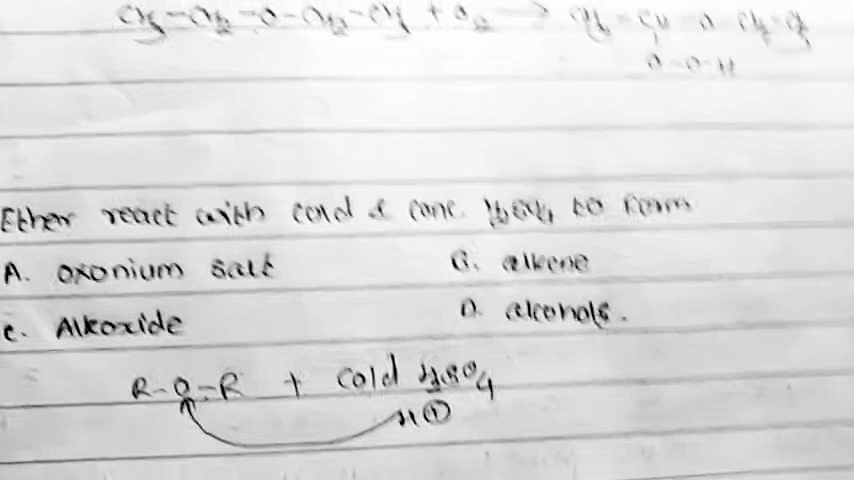 CH3-CH2-O-CH2-CH3 + O2 → CH3-CH-O-CH2-CH3
O-O-H
Ether react with cold & conc. H2SO4 to form
A. oxonium salt B. alkene
C. Alkoxide D. alcohols.
R-O-R + cold H2SO4
H⊕